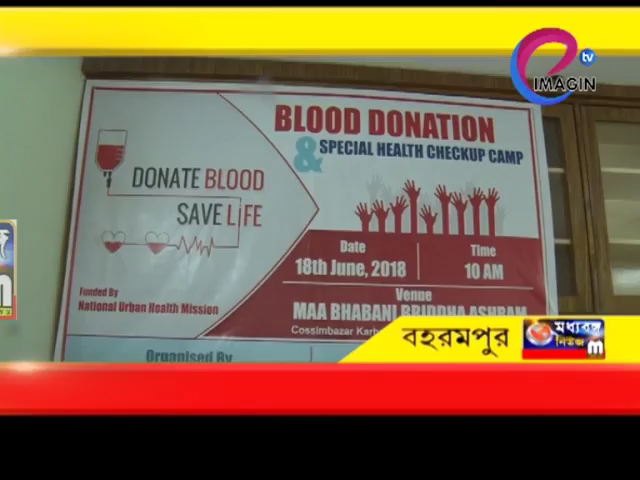 tv
IMAGIN
BLOOD DONATION
& SPECIAL HEALTH CHECKUP CAMP
DONATE BLOOD
SAVE LIFE
Date
18th June, 2018
Time
10 AM
Funded By
National Urban Health Mission
Venue
MAA BHABANI BRIDDHA ASHRAM
Cossimbazar
Organised By
বহরমপুর
মধ্যবঙ্গ
নিউজ
m